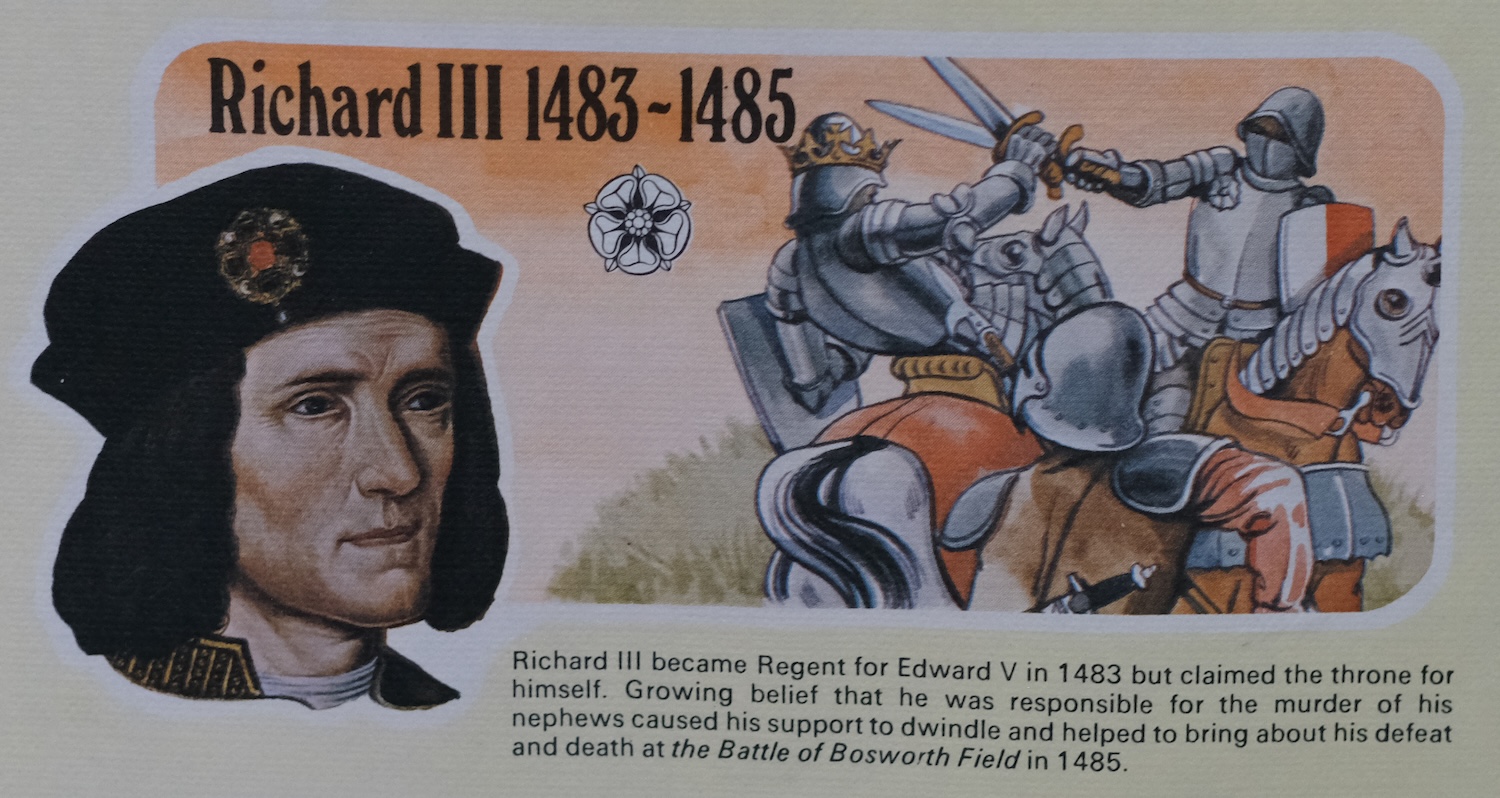 Richard III 1483~1485
Richard III became Regent for Edward V in 1483 but claimed the throne for
himself. Growing belief that he was responsible for the murder of his
nephews caused his support to dwindle and helped to bring about his defeat
and death at the Battle of Bosworth Field in 1485.